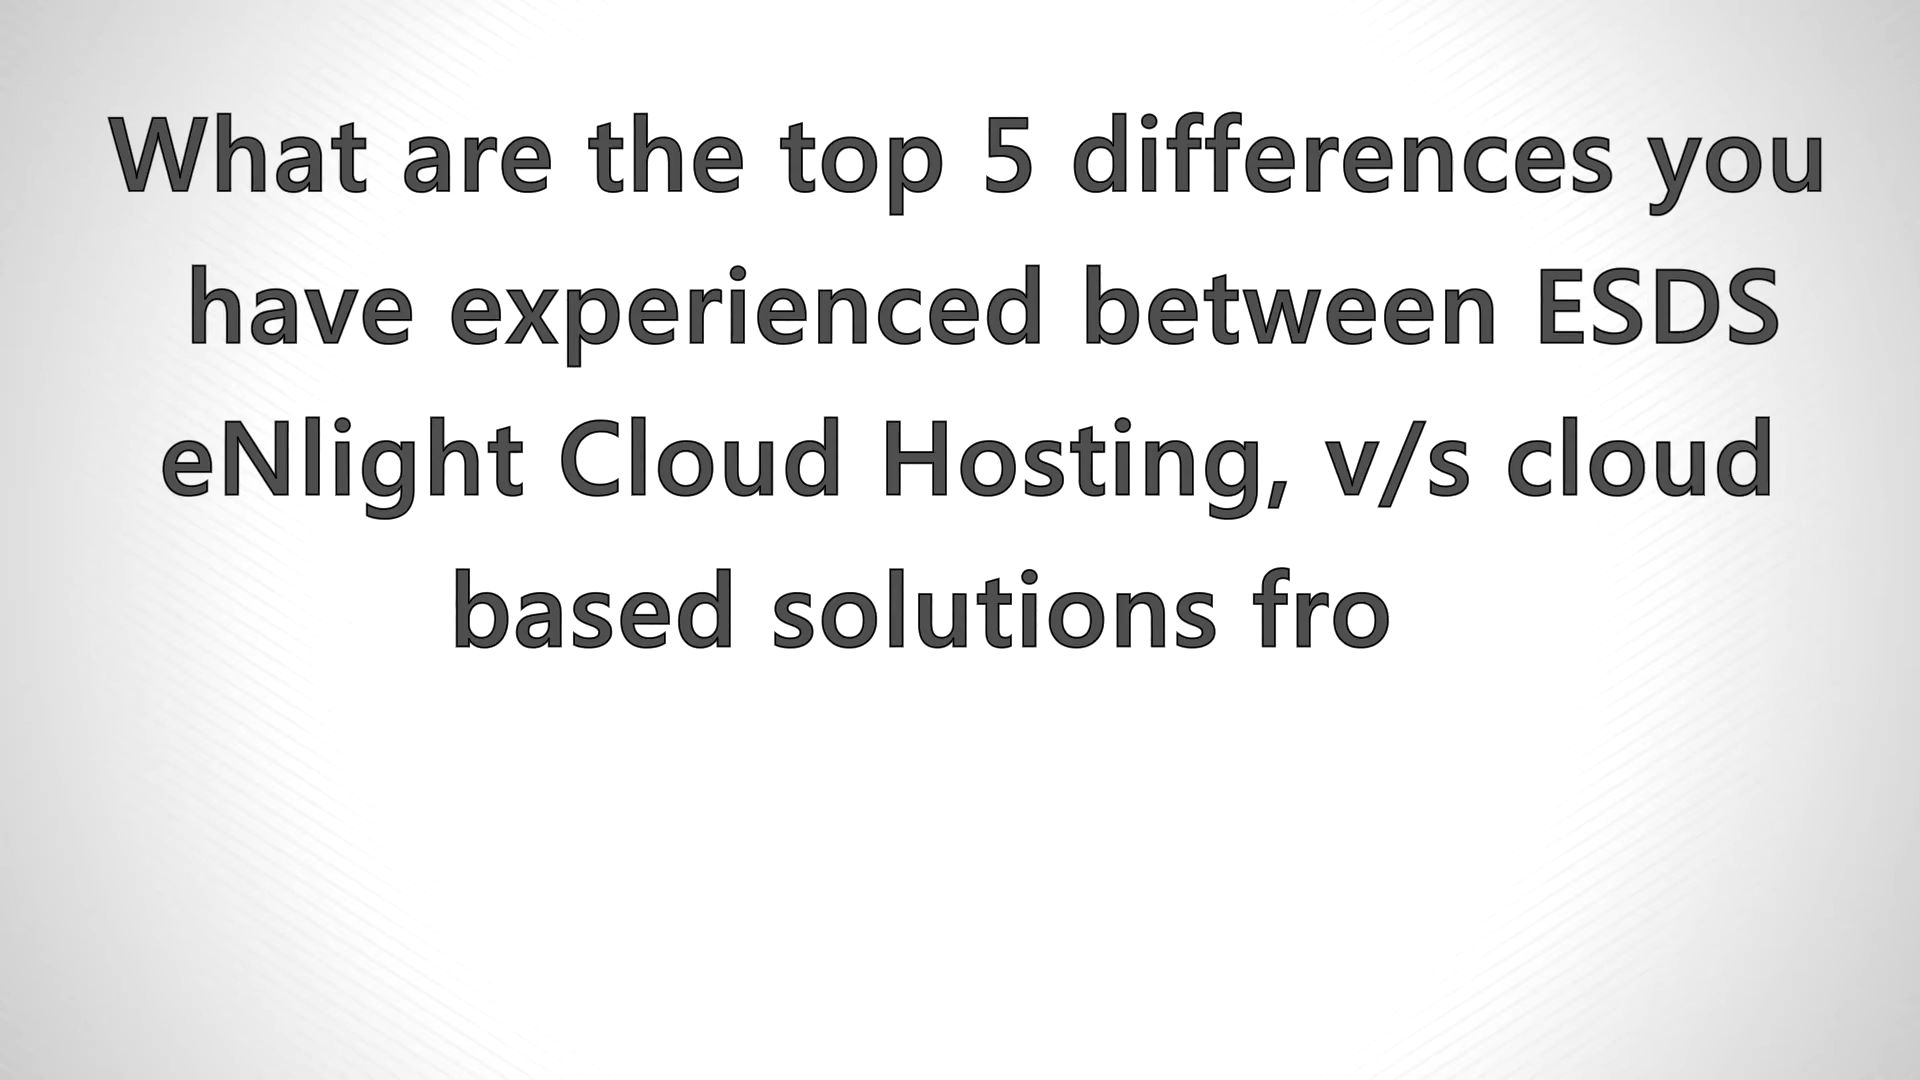 What are the top 5 differences you
have experienced between ESDS
eNlight Cloud Hosting, v/s cloud
based solutions fro